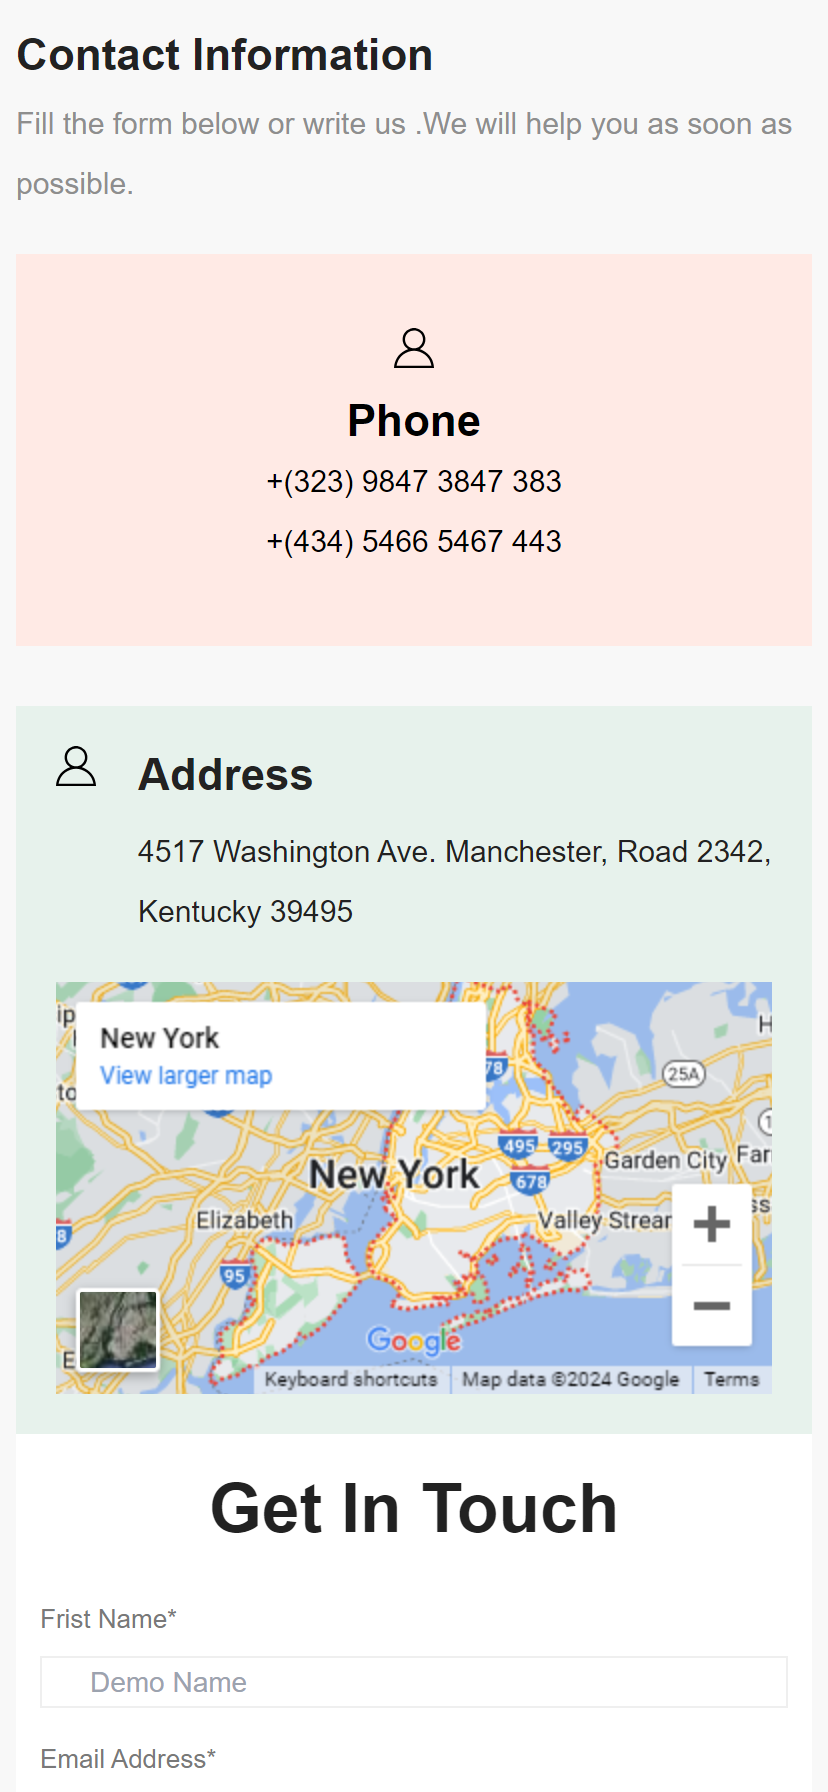 Contact Information
Fill the form below or write us .We will help you as soon as
possible.
Phone
+(323) 9847 3847 383
+(434) 5466 5467 443
Address
4517 Washington Ave. Manchester, Road 2342,
Kentucky 39495
New York
View larger map
78
25A
495 295
Garden City
New York
678
Elizabeth
Valley
95
Google
Keyboard shortcuts Map data ©2024 Google Terms
Get In Touch
Frist Name*
Demo Name
Email Address*